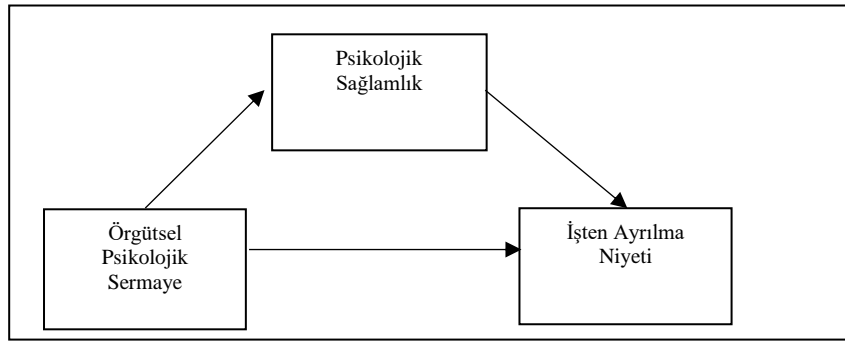 Psikolojik
Sağlamlık
Örgütsel
Psikolojik
Sermaye
İşten Ayrılma
Niyeti